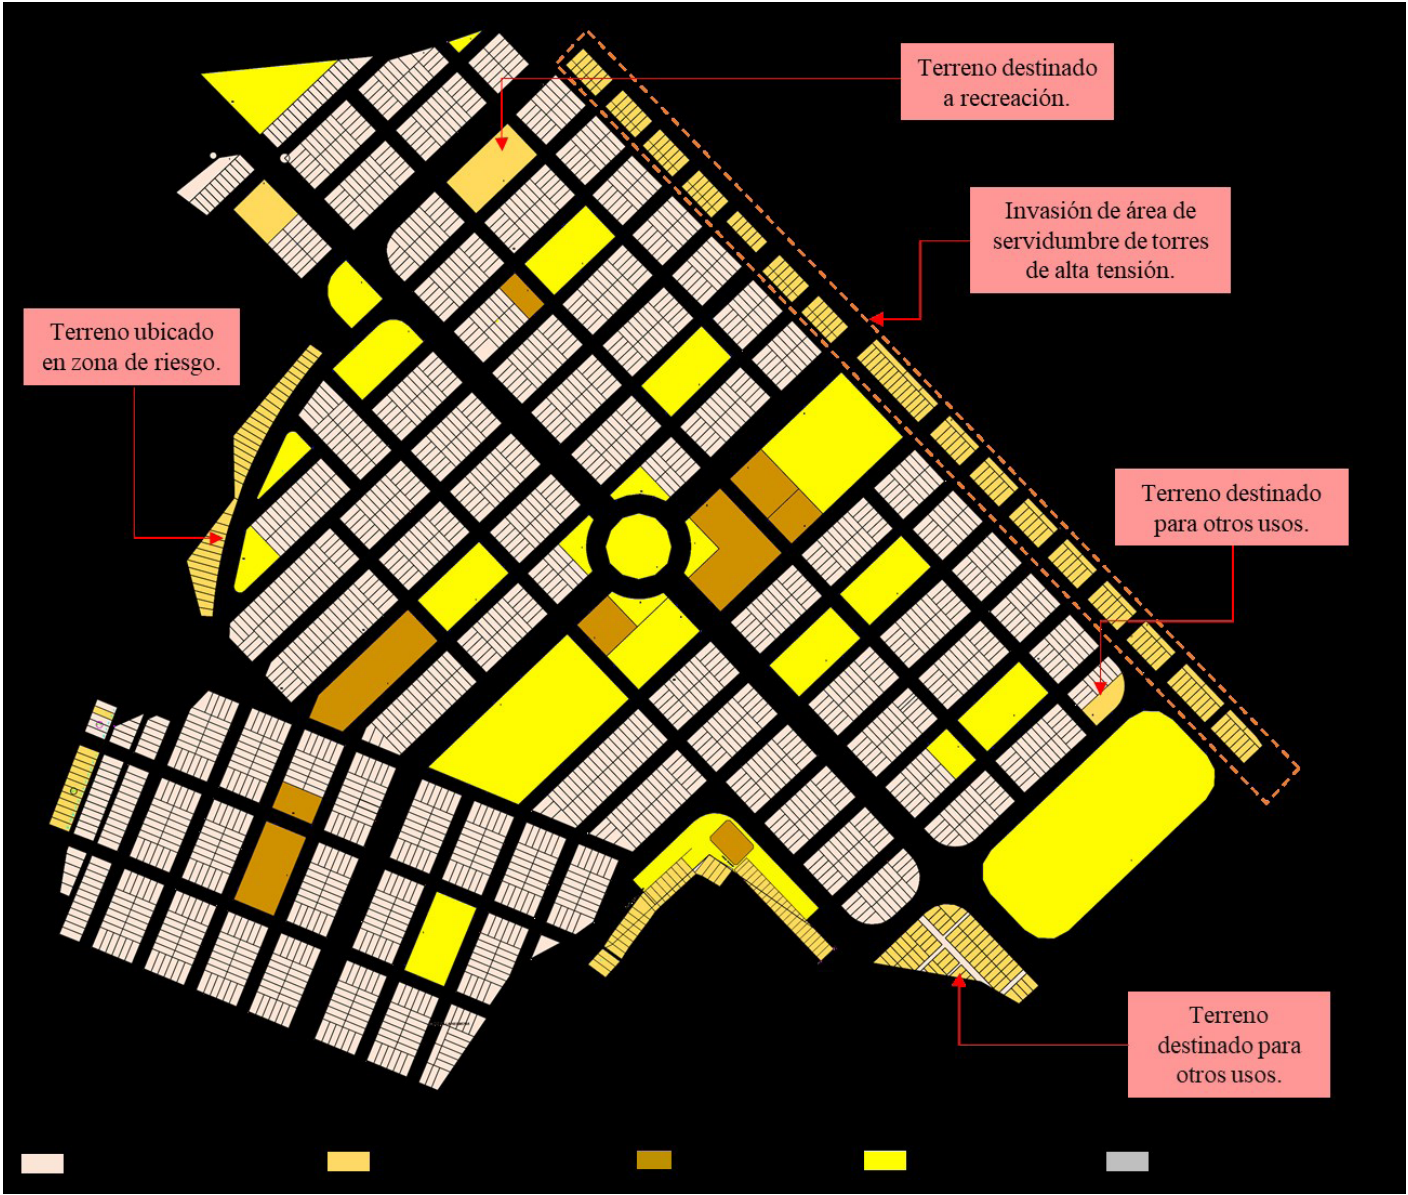 Terreno destinado
a recreación.
Invasión de área de
servidumbre de torres
de alta tensión.
Terreno ubicado
en zona de riesgo.
Terreno destinado
para otros usos.
Terreno
destinado para
otros usos.